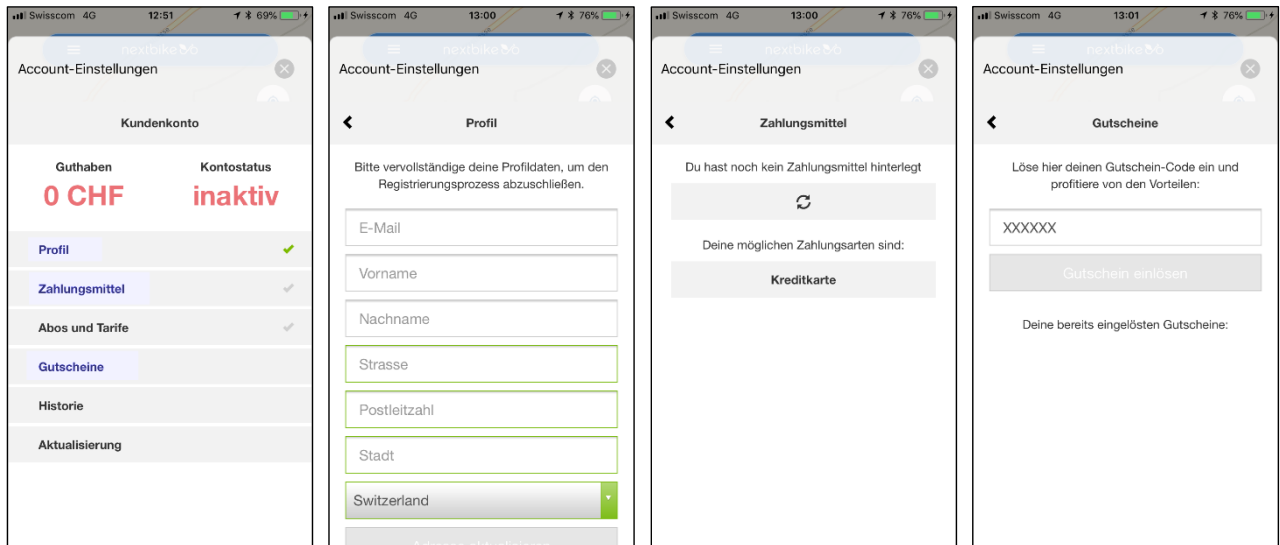 Swisscom 4G 12:51 69%
nextbike
Account-Einstellungen
Kundenkonto
Guthaben Kontostatus
0 CHF inaktiv
Profil
Zahlungsmittel
Abos und Tarife
Gutscheine
Historie
Aktualisierung
Swisscom 4G 13:00 76%
nextbike
Account-Einstellungen
Profil
Bitte vervollständige deine Profildaten, um den
Registrierungsprozess abzuschließen.
E-Mail
Vorname
Nachname
Strasse
Postleitzahl
Stadt
Switzerland
Adresse aktualisieren
Swisscom 4G 13:00 76%
nextbike
Account-Einstellungen
Zahlungsmittel
Du hast noch kein Zahlungsmittel hinterlegt
Deine möglichen Zahlungsarten sind:
Kreditkarte
Swisscom 4G 13:01 76%
nextbike
Account-Einstellungen
Gutscheine
Löse hier deinen Gutschein-Code ein und
profitiere von den Vorteilen:
XXXXXX
Gutschein einlösen
Deine bereits eingelösten Gutscheine: